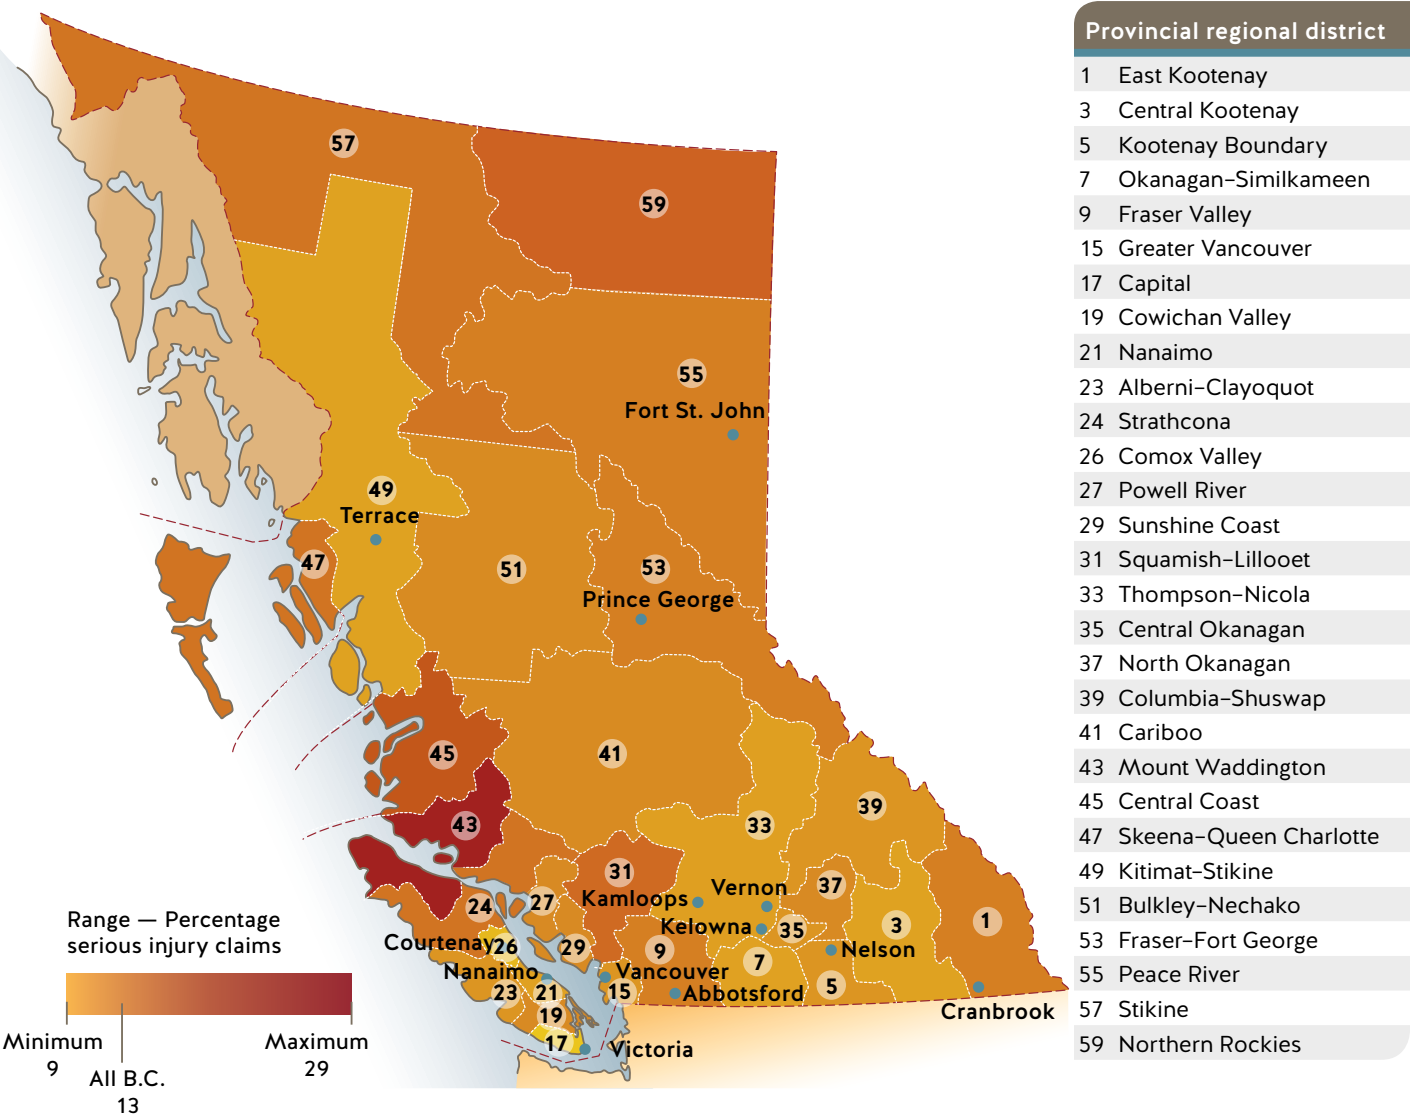 57
59
55
Fort St. John
49
Terrace
47
51
53
Prince George
45
41
43
33
39
31
Kamloops
Vernon
37
24
27
Kelowna
35
3
1
Courtenay
26
29
9
Nelson
Nanaimo
Vancouver
7
23
21
15
Abbotsford
5
Cranbrook
19
17
Victoria
Range — Percentage
serious injury claims
Minimum
9
All B.C.
13
Maximum
29
Provincial regional district
1 East Kootenay
3 Central Kootenay
5 Kootenay Boundary
7 Okanagan–Similkameen
9 Fraser Valley
15 Greater Vancouver
17 Capital
19 Cowichan Valley
21 Nanaimo
23 Alberni–Clayoquot
24 Strathcona
26 Comox Valley
27 Powell River
29 Sunshine Coast
31 Squamish–Lillooet
33 Thompson–Nicola
35 Central Okanagan
37 North Okanagan
39 Columbia–Shuswap
41 Cariboo
43 Mount Waddington
45 Central Coast
47 Skeena–Queen Charlotte
49 Kitimat–Stikine
51 Bulkley–Nechako
53 Fraser–Fort George
55 Peace River
57 Stikine
59 Northern Rockies